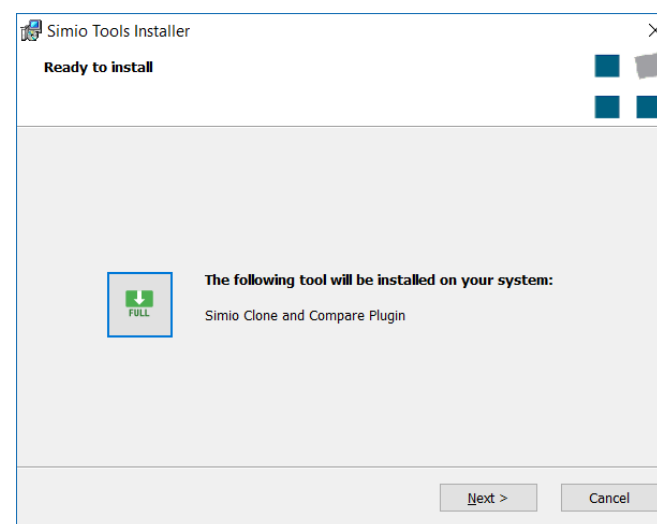 Simio Tools Installer
Ready to install
The following tool will be installed on your system:
FULL
Simio Clone and Compare Plugin
Next >
Cancel